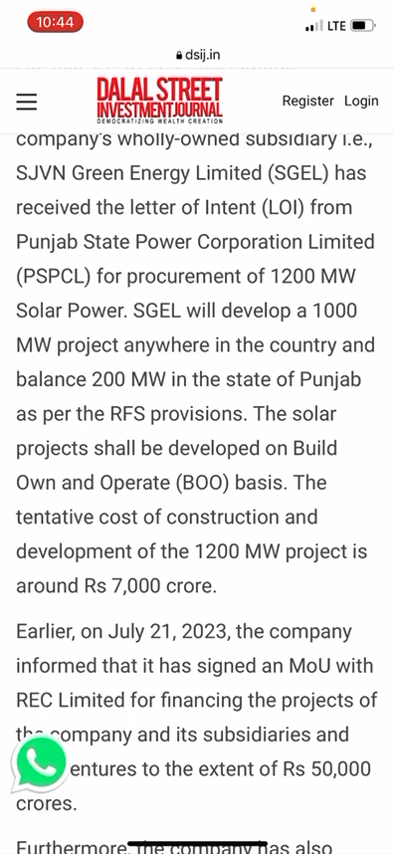 10:44
LTE
dsij.in
DALAL STREET
INVESTMENT JOURNAL
DEMOCRATIZING WEALTH CREATION
Register Login
company's wholly-owned subsidiary i.e.,
SJVN Green Energy Limited (SGEL) has
received the letter of Intent (LOI) from
Punjab State Power Corporation Limited
(PSPCL) for procurement of 1200 MW
Solar Power. SGEL will develop a 1000
MW project anywhere in the country and
balance 200 MW in the state of Punjab
as per the RFS provisions. The solar
projects shall be developed on Build
Own and Operate (BOO) basis. The
tentative cost of construction and
development of the 1200 MW project is
around Rs 7,000 crore.
Earlier, on July 21, 2023, the company
informed that it has signed an MoU with
REC Limited for financing the projects of
the company and its subsidiaries and
entures to the extent of Rs 50,000
crores.
Furthermore, the company has also